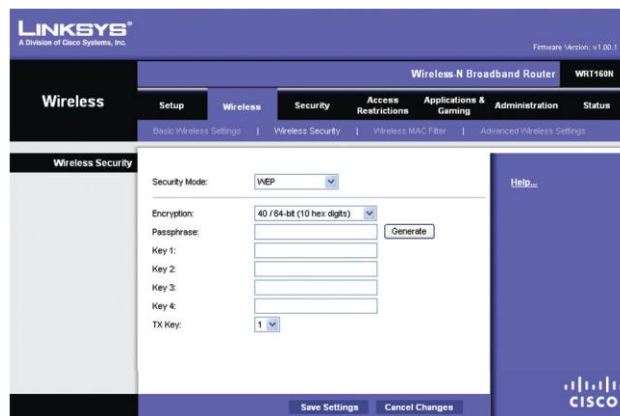 LINKSYS®
A Division of Cisco Systems, Inc.
Firmware Version: v1.00.1
Wireless-N Broadband Router WRT160N
Wireless
Setup Wireless Security Access Restrictions Applications & Gaming Administration Status
Basic Wireless Settings | Wireless Security | Wireless MAC Filter | Advanced Wireless Settings
Wireless Security
Security Mode: WEP
Help...
Encryption: 40 / 64-bit (10 hex digits)
Passphrase: Generate
Key 1:
Key 2:
Key 3:
Key 4:
TX Key: 1
Save Settings Cancel Changes
CISCO